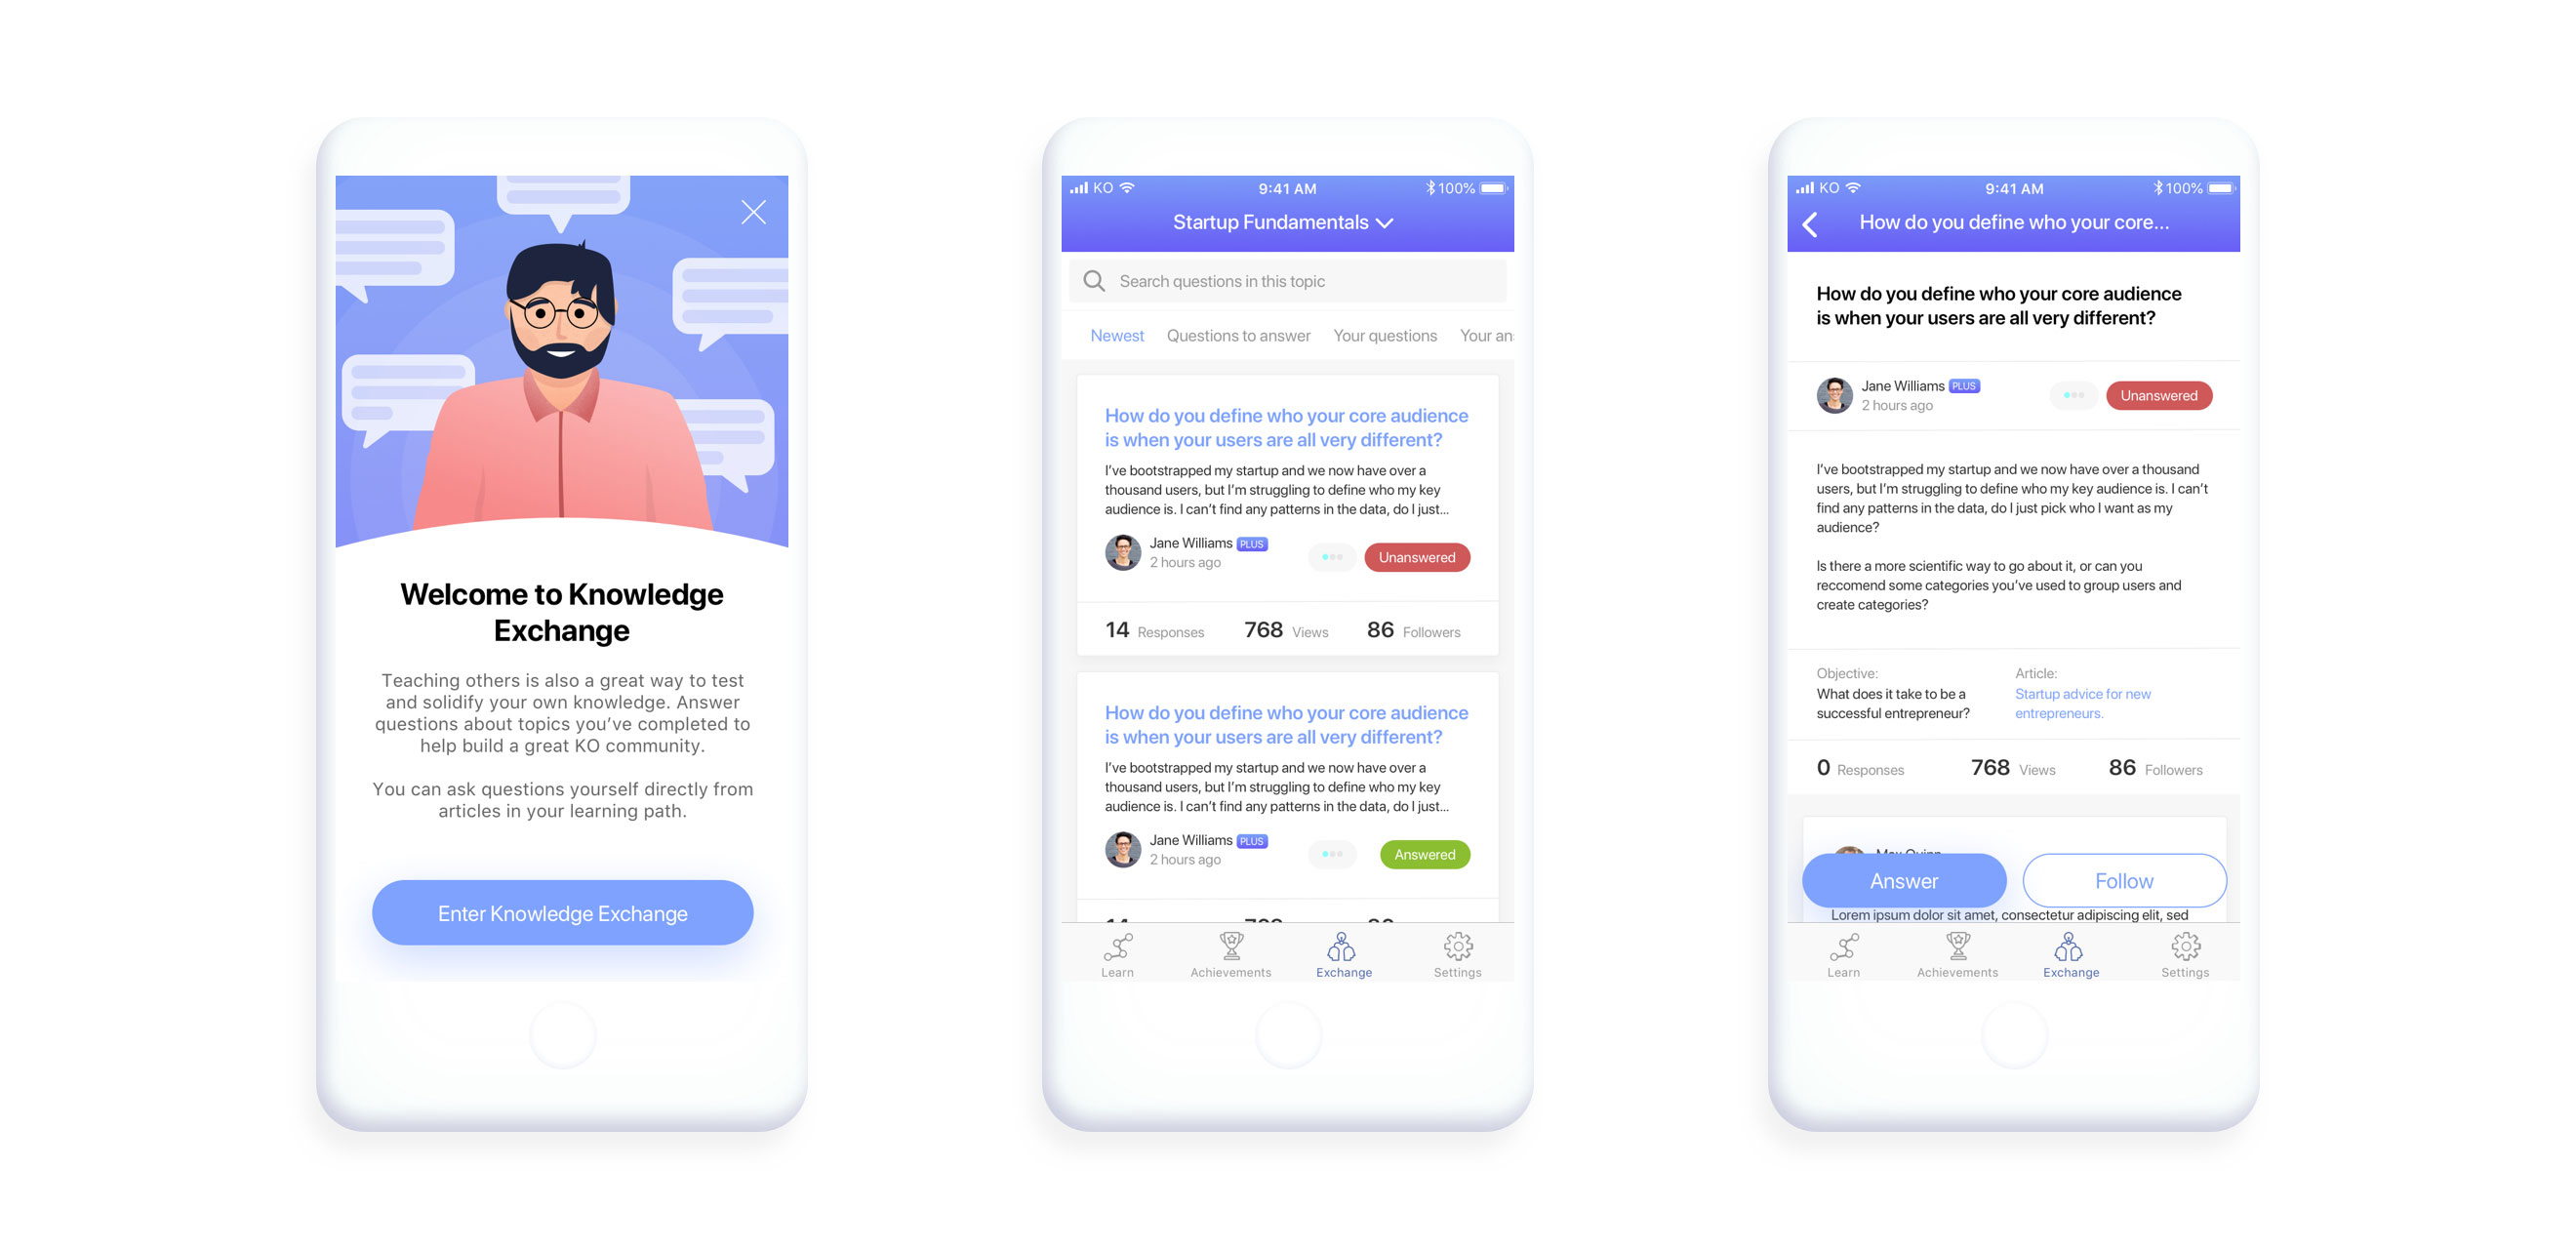 Welcome to Knowledge
Exchange
Teaching others is also a great way to test
and solidify your own knowledge. Answer
questions about topics you've completed to
help build a great KO community.
You can ask questions yourself directly from
articles in your learning path.
Enter Knowledge Exchange
KO 9:41 AM 100%
Startup Fundamentals
Search questions in this topic
Newest Questions to answer Your questions Your an
How do you define who your core audience
is when your users are all very different?
I've bootstrapped my startup and we now have over a
thousand users, but I'm struggling to define who my key
audience is. I can't find any patterns in the data, do I just...
Jane Williams PLUS
2 hours ago
Unanswered
14 Responses 768 Views 86 Followers
How do you define who your core audience
is when your users are all very different?
I've bootstrapped my startup and we now have over a
thousand users, but I'm struggling to define who my key
audience is. I can't find any patterns in the data, do I just...
Jane Williams PLUS
2 hours ago
Answered
Learn Achievements Exchange Settings
KO 9:41 AM 100%
How do you define who your core...
How do you define who your core audience
is when your users are all very different?
Jane Williams PLUS
2 hours ago
Unanswered
I've bootstrapped my startup and we now have over a thousand
users, but I'm struggling to define who my key audience is. I can't
find any patterns in the data, do I just pick who I want as my
audience?
Is there a more scientific way to go about it, or can you
reccomend some categories you've used to group users and
create categories?
Objective:
What does it take to be a
successful entrepreneur?
Article:
Startup advice for new
entrepreneurs.
0 Responses 768 Views 86 Followers
Answer Follow
Lorem ipsum dolor sit amet, consectetur adipiscing elit, sed
Learn Achievements Exchange Settings